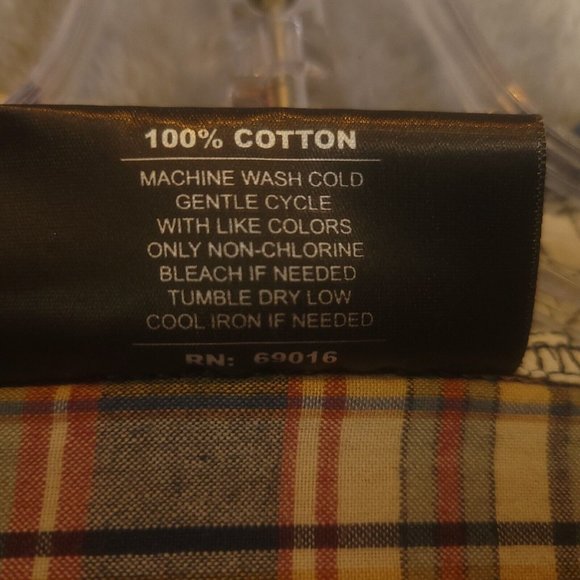 100% COTTON
MACHINE WASH COLD
GENTLE CYCLE
WITH LIKE COLORS
ONLY NON-CHLORINE
BLEACH IF NEEDED
TUMBLE DRY LOW
COOL IRON IF NEEDED
RN: 69016